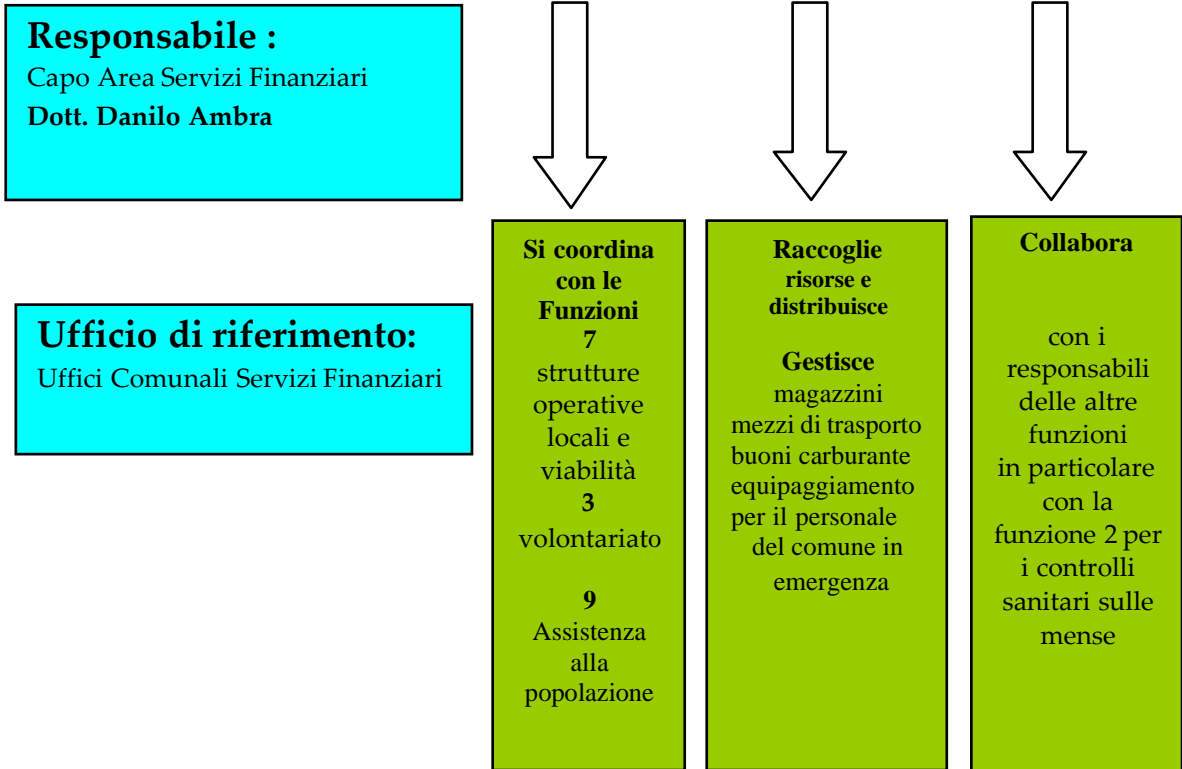 Responsabile :
Capo Area Servizi Finanziari
Dott. Danilo Ambra
Ufficio di riferimento:
Uffici Comunali Servizi Finanziari
Si coordina
con le
Funzioni
7
strutture
operative
locali e
viabilità
3
volontariato
9
Assistenza
alla
popolazione
Raccoglie
risorse e
distribuisce
Gestisce
magazzini
mezzi di trasporto
buoni carburante
equipaggiamento
per il personale
del comune in
emergenza
Collabora
con i
responsabili
delle altre
funzioni
in particolare
con la
funzione 2 per
i controlli
sanitari sulle
mense